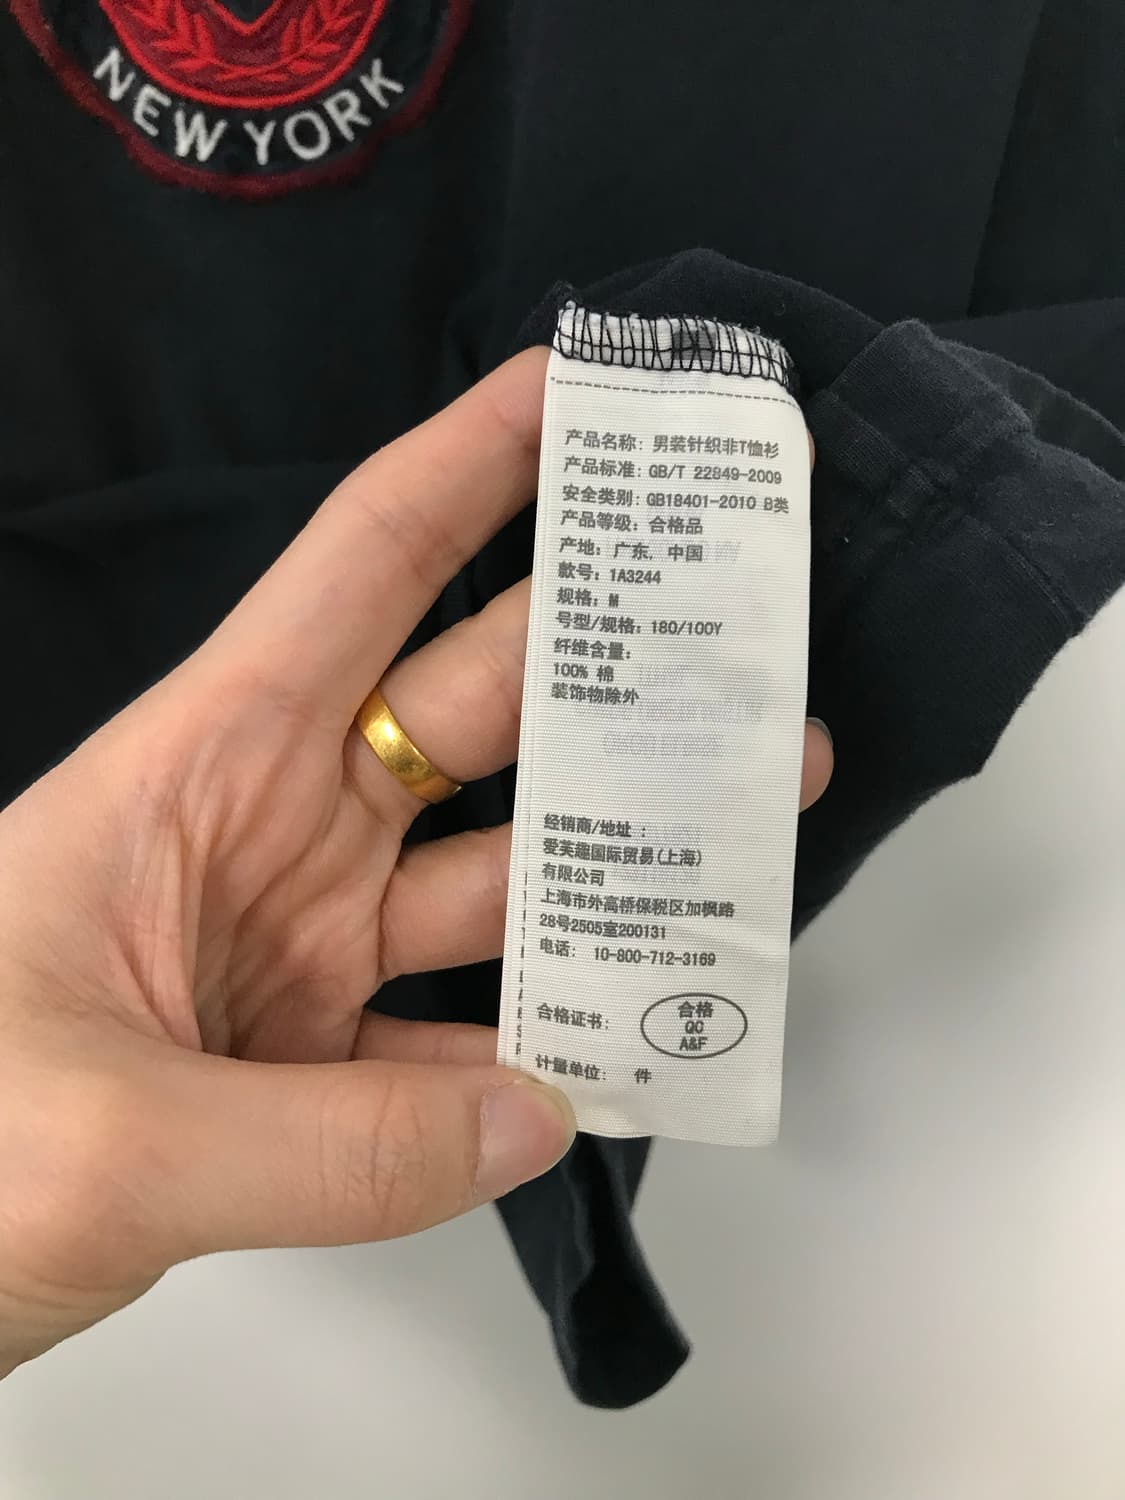 NEW YORK
产品名称: 男装针织非T恤衫
产品标准: GB/T 22849-2009
安全类别: GB18401-2010 B类
产品等级: 合格品
产地: 广东, 中国
款号: 1A3244
规格: M
号型/规格: 180/100Y
纤维含量:
100% 棉
装饰物除外
经销商/地址 :
爱芙趣国际贸易(上海)
有限公司
上海市外高桥保税区加枫路
28号2505室200131
电话: 10-800-712-3169
合格证书:
合格
QC
A&F
计量单位: 件